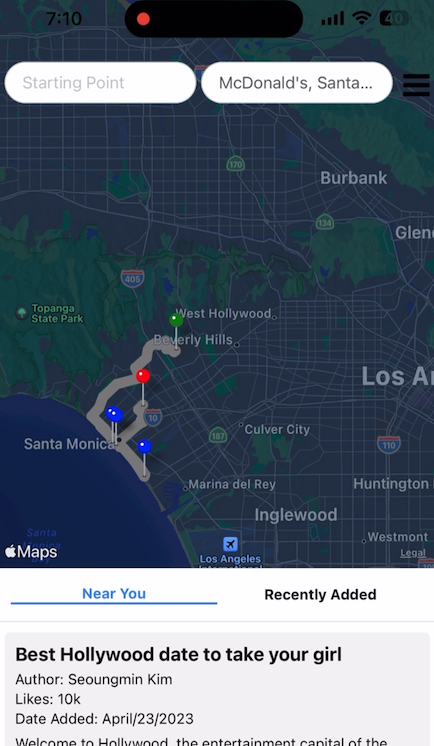 7:10
40
Starting Point
McDonald's, Santa...
170
Burbank
134
Glen
405
Topanga
State Park
West Hollywood
Beverly Hills
Los A
10
Santa Monica
Culver City
187
110
Marina del Rey
Huntington
Inglewood
Santa
Maps
Westmont
Legal
Los Angeles
International
Near You
Recently Added
Best Hollywood date to take your girl
Author: Seoungmin Kim
Likes: 10k
Date Added: April/23/2023
Welcome to Hollywood, the entertainment capital of the